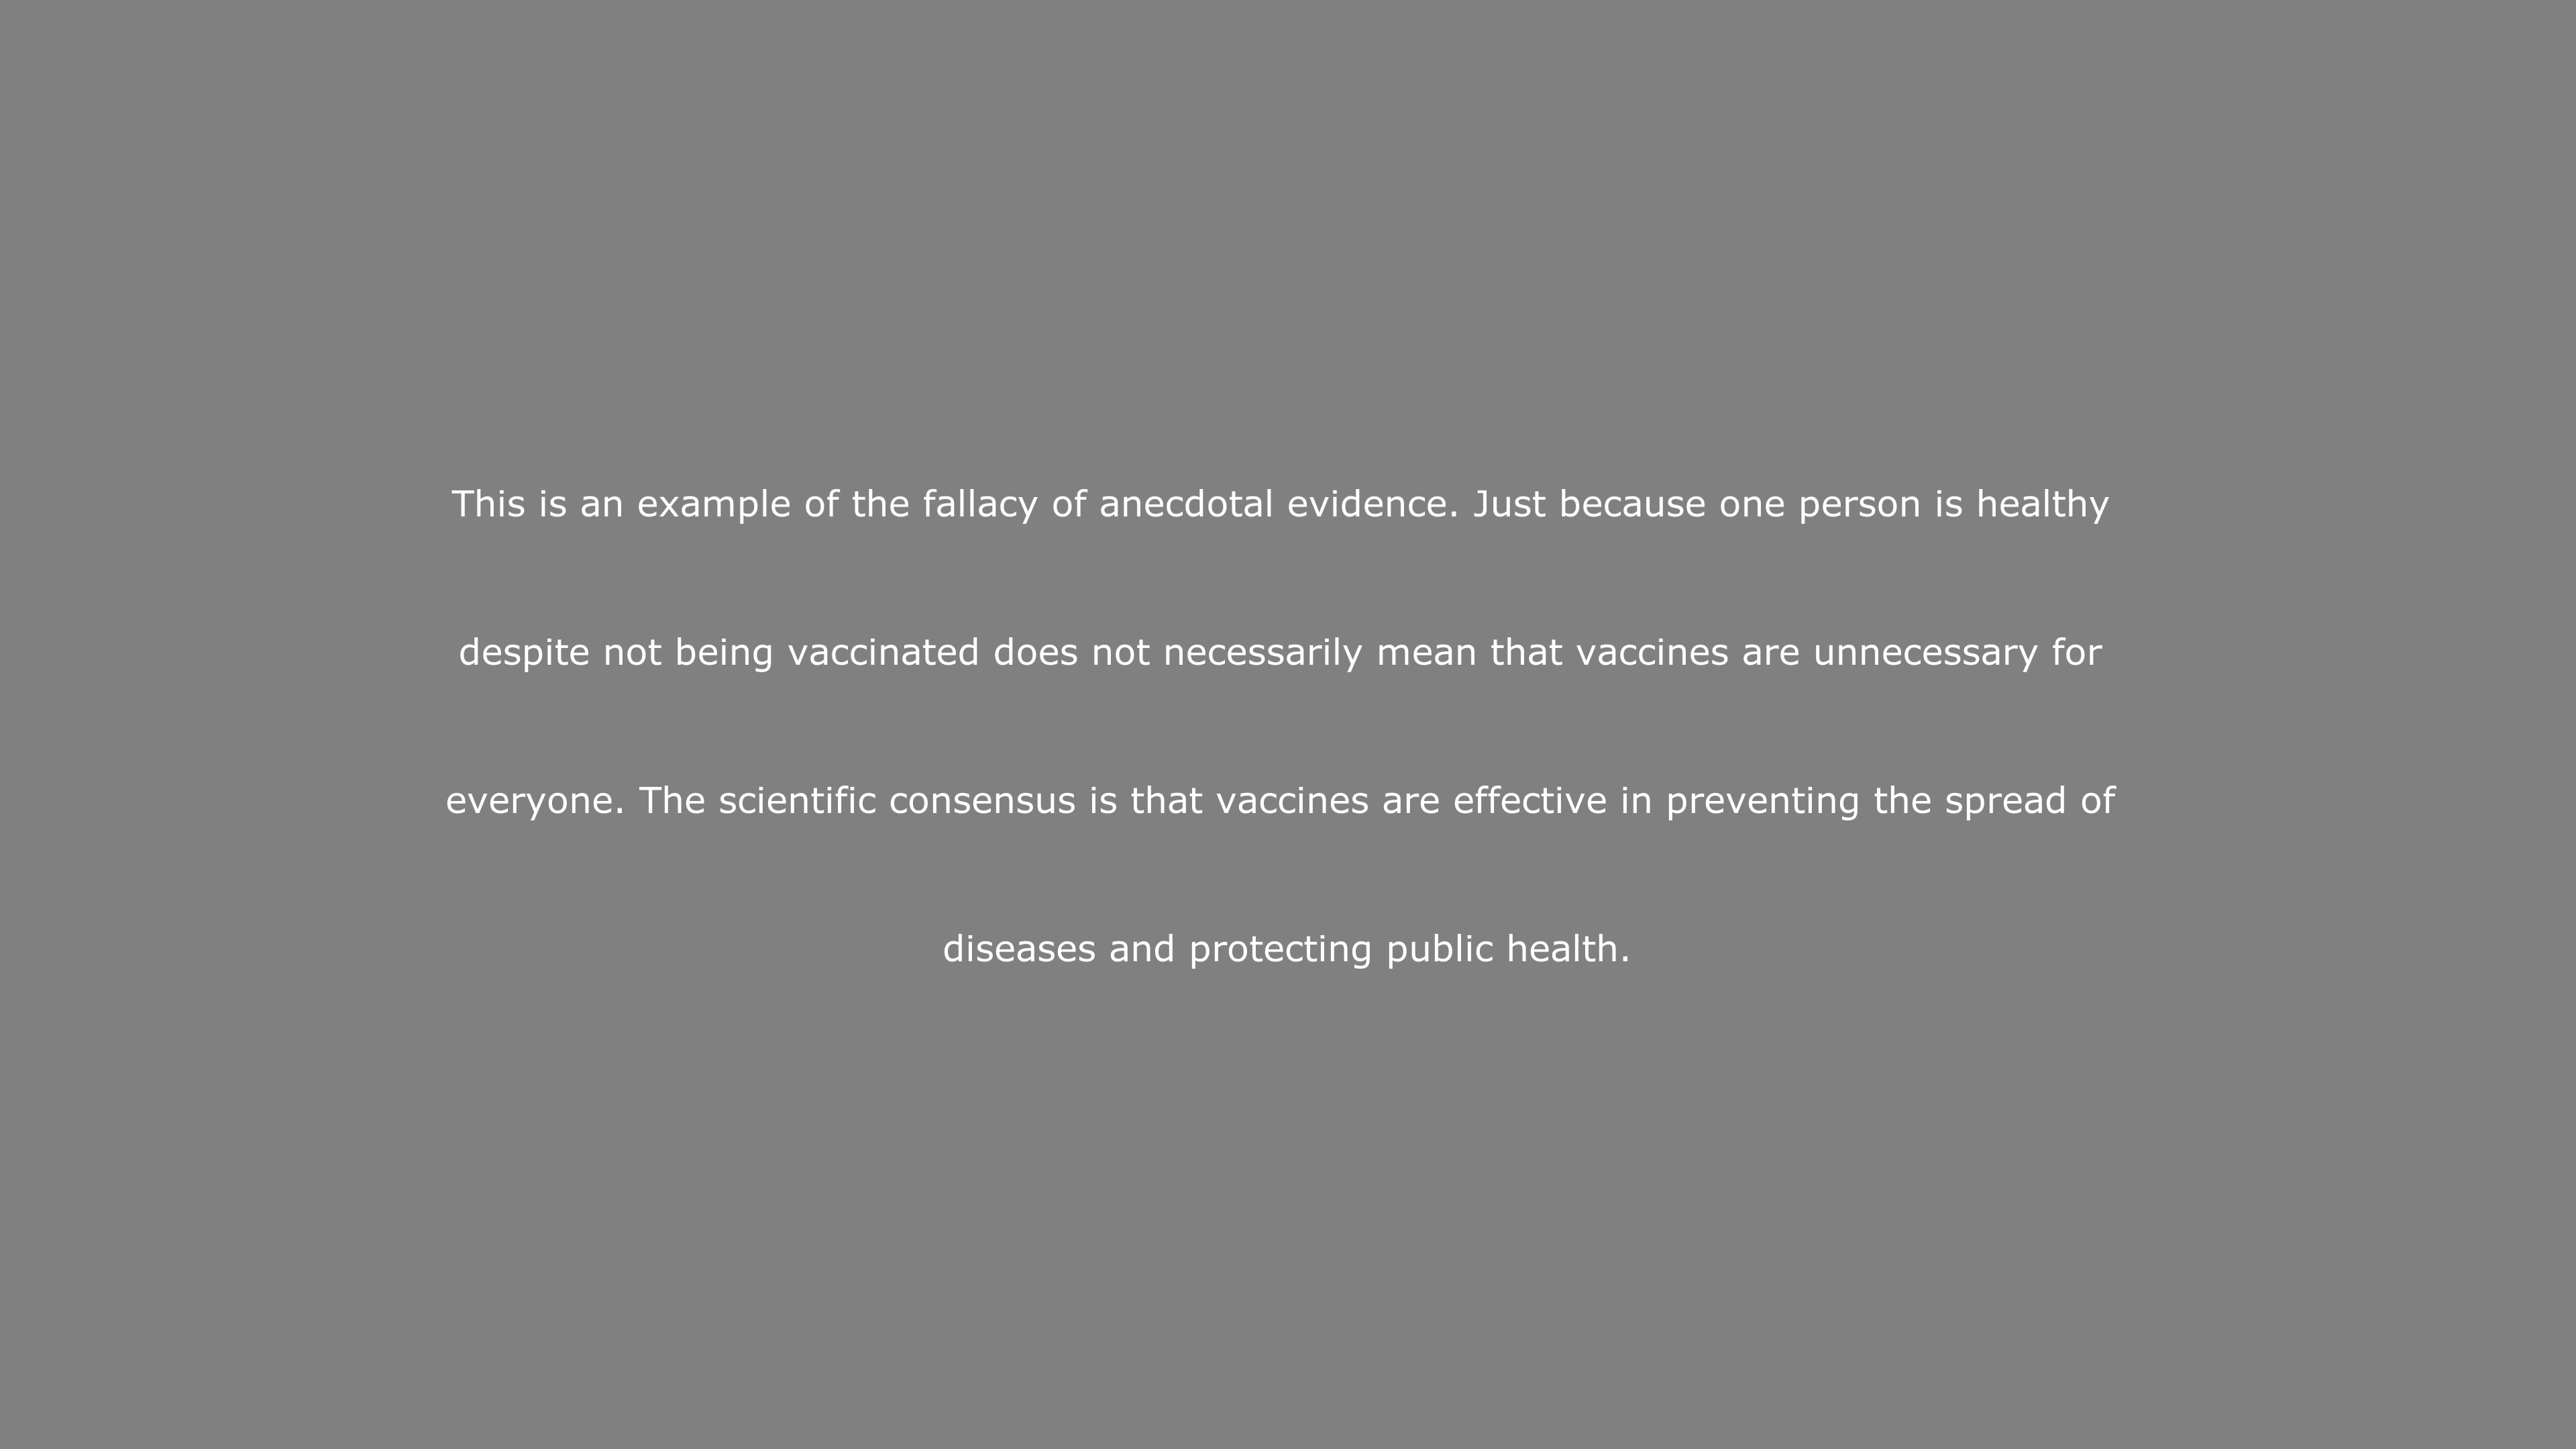 This is an example of the fallacy of anecdotal evidence. Just because one person is healthy
despite not being vaccinated does not necessarily mean that vaccines are unnecessary for
everyone. The scientific consensus is that vaccines are effective in preventing the spread of
diseases and protecting public health.